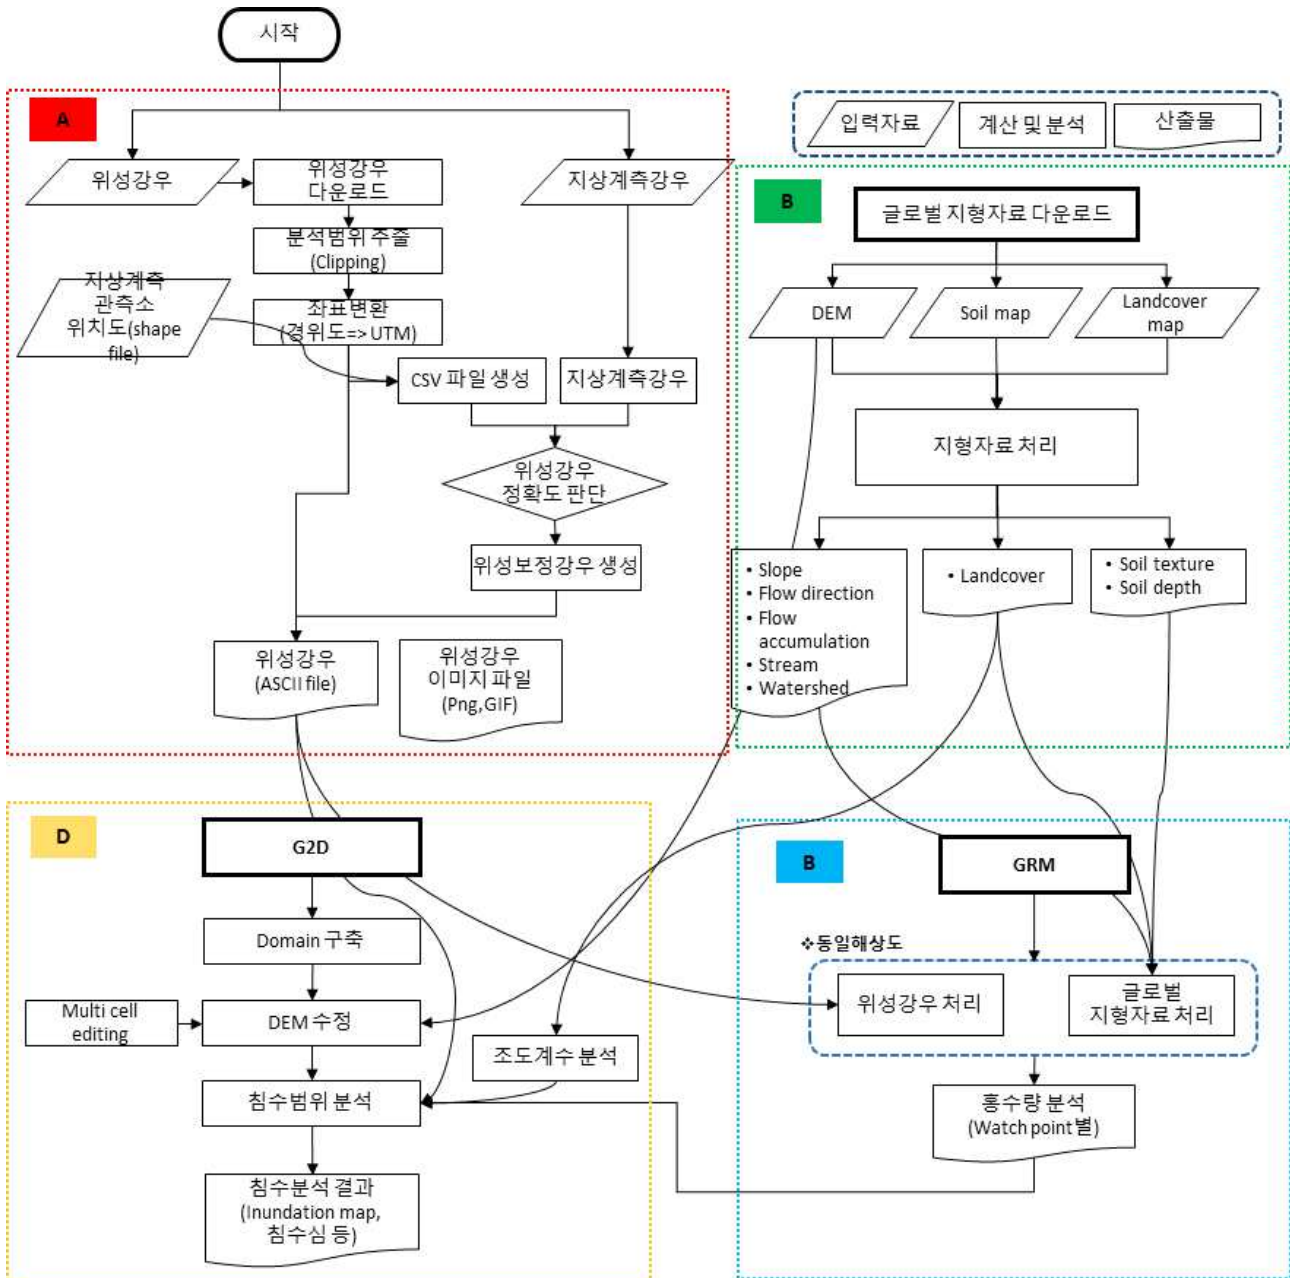 시작
A
입력자료
계산 및 분석
산출물
위성강우
위성강우
다운로드
지상계측강우
분석범위 추출
(Clipping)
지상계측
관측소
위치도(shape
file)
좌표변환
(경위도=> UTM)
CSV 파일 생성
지상계측강우
위성강우
정확도 판단
위성보정강우 생성
위성강우
(ASCII file)
위성강우
이미지 파일
(Png,GIF)
B
글로벌 지형자료 다운로드
DEM
Soil map
Landcover
map
지형자료 처리
• Slope
• Flow direction
• Flow
accumulation
• Stream
• Watershed
• Landcover
• Soil texture
• Soil depth
D
G2D
Domain 구축
Multi cell
editing
DEM 수정
조도계수 분석
침수범위 분석
침수분석 결과
(Inundation map,
침수심 등)
B
GRM
❖동일해상도
위성강우 처리
글로벌
지형자료 처리
홍수량 분석
(Watch point별)